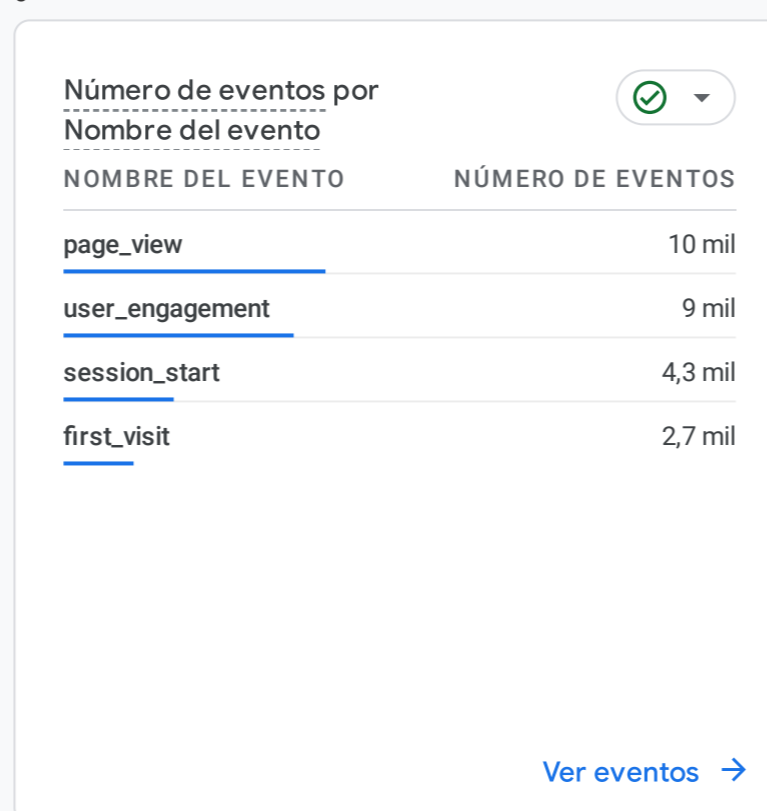 Número de eventos por
Nombre del evento
NOMBRE DEL EVENTO NÚMERO DE EVENTOS
page_view 10 mil
user_engagement 9 mil
session_start 4,3 mil
first_visit 2,7 mil
Ver eventos →